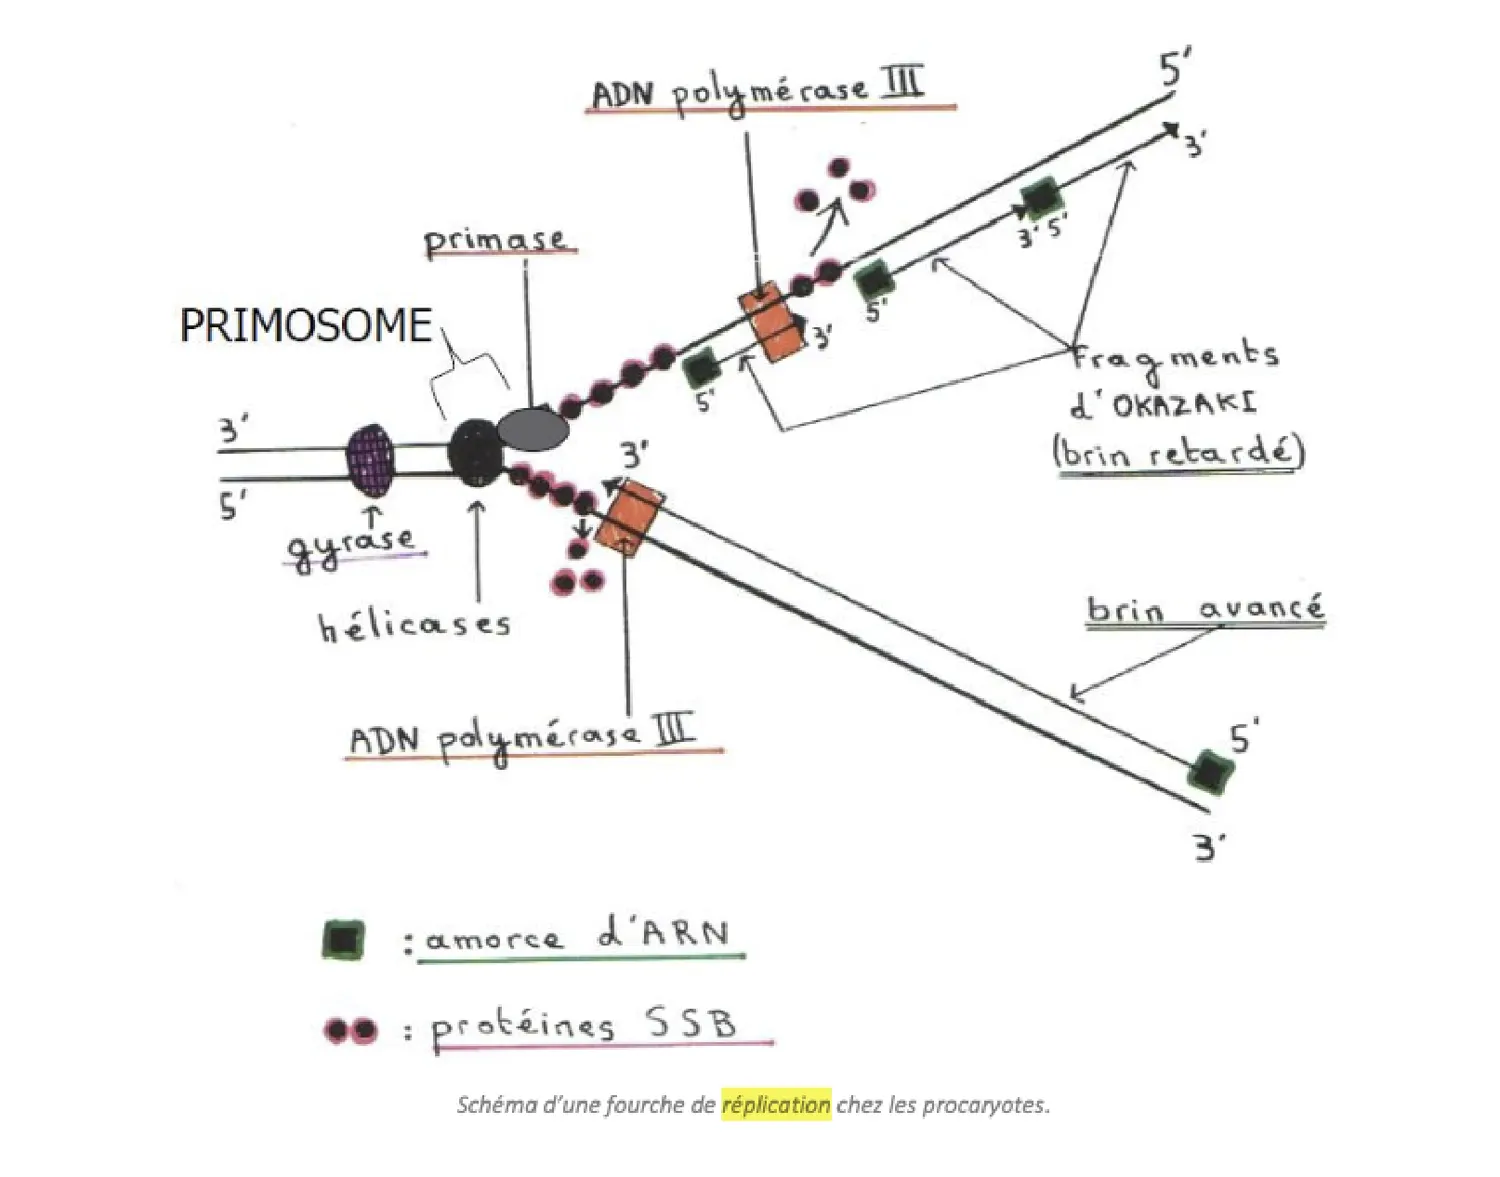 ADN polymérase III
5'
3'
3' 5'
primase
5'
3'
PRIMOSOME
5'
fragments
d'OKAZAKI
(brin retardé)
3'
5'
3'
gyrase
hélicases
brin avancé
ADN polymérase III
5'
3'
: amorce d'ARN
: protéines SSB
Schéma d'une fourche de réplication chez les procaryotes.